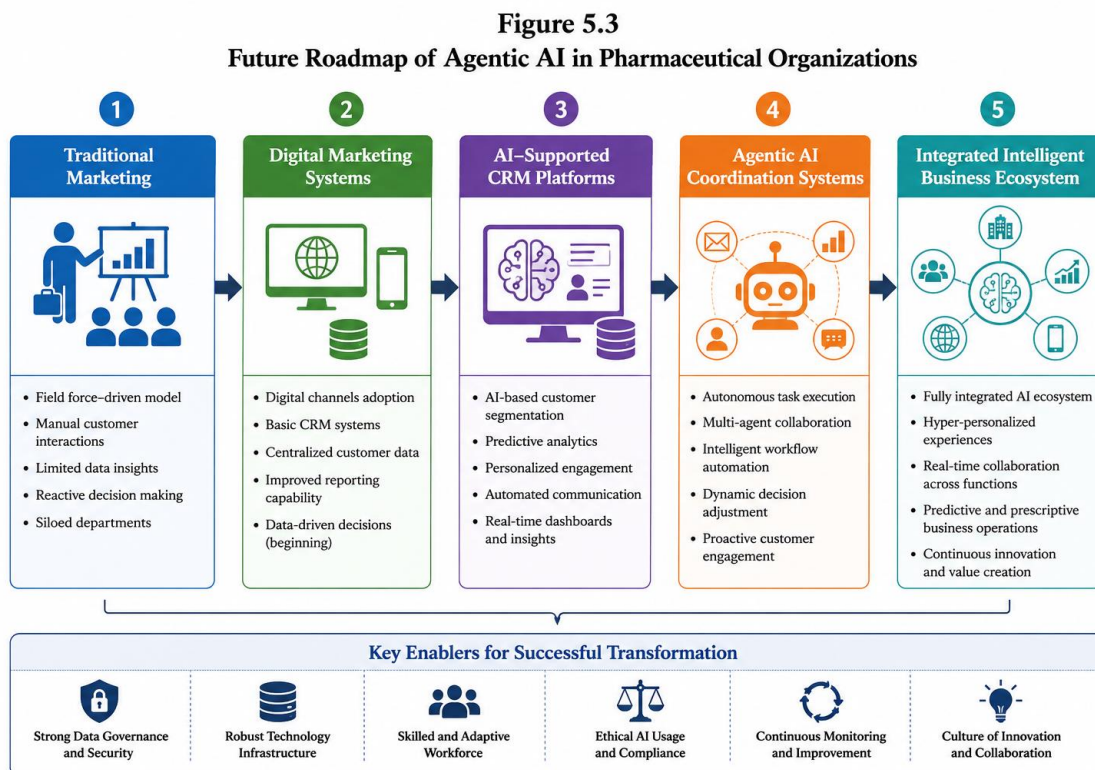 Figure 5.3
Future Roadmap of Agentic AI in Pharmaceutical Organizations
1
Traditional
Marketing
• Field force–driven model
• Manual customer
interactions
• Limited data insights
• Reactive decision making
• Siloed departments
2
Digital Marketing
Systems
• Digital channels adoption
• Basic CRM systems
• Centralized customer data
• Improved reporting
capability
• Data-driven decisions
(beginning)
3
AI–Supported
CRM Platforms
• AI-based customer
segmentation
• Predictive analytics
• Personalized engagement
• Automated communication
• Real-time dashboards
and insights
4
Agentic AI
Coordination Systems
• Autonomous task execution
• Multi-agent collaboration
• Intelligent workflow
automation
• Dynamic decision
adjustment
• Proactive customer
engagement
5
Integrated Intelligent
Business Ecosystem
• Fully integrated AI ecosystem
• Hyper-personalized
experiences
• Real-time collaboration
across functions
• Predictive and prescriptive
business operations
• Continuous innovation
and value creation
Key Enablers for Successful Transformation
Strong Data Governance
and Security
Robust Technology
Infrastructure
Skilled and Adaptive
Workforce
Ethical AI Usage
and Compliance
Continuous Monitoring
and Improvement
Culture of Innovation
and Collaboration